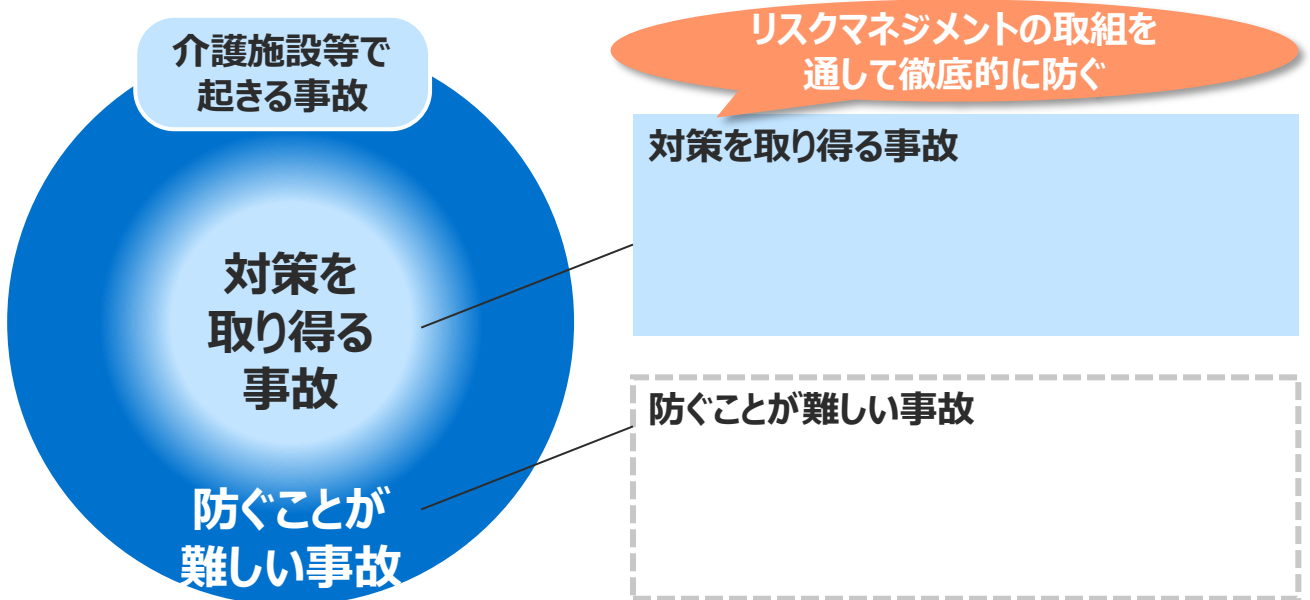 介護施設等で
起きる事故
対策を
取り得る
事故
防ぐことが
難しい事故
リスクマネジメントの取組を
通して徹底的に防ぐ
対策を取り得る事故
防ぐことが難しい事故